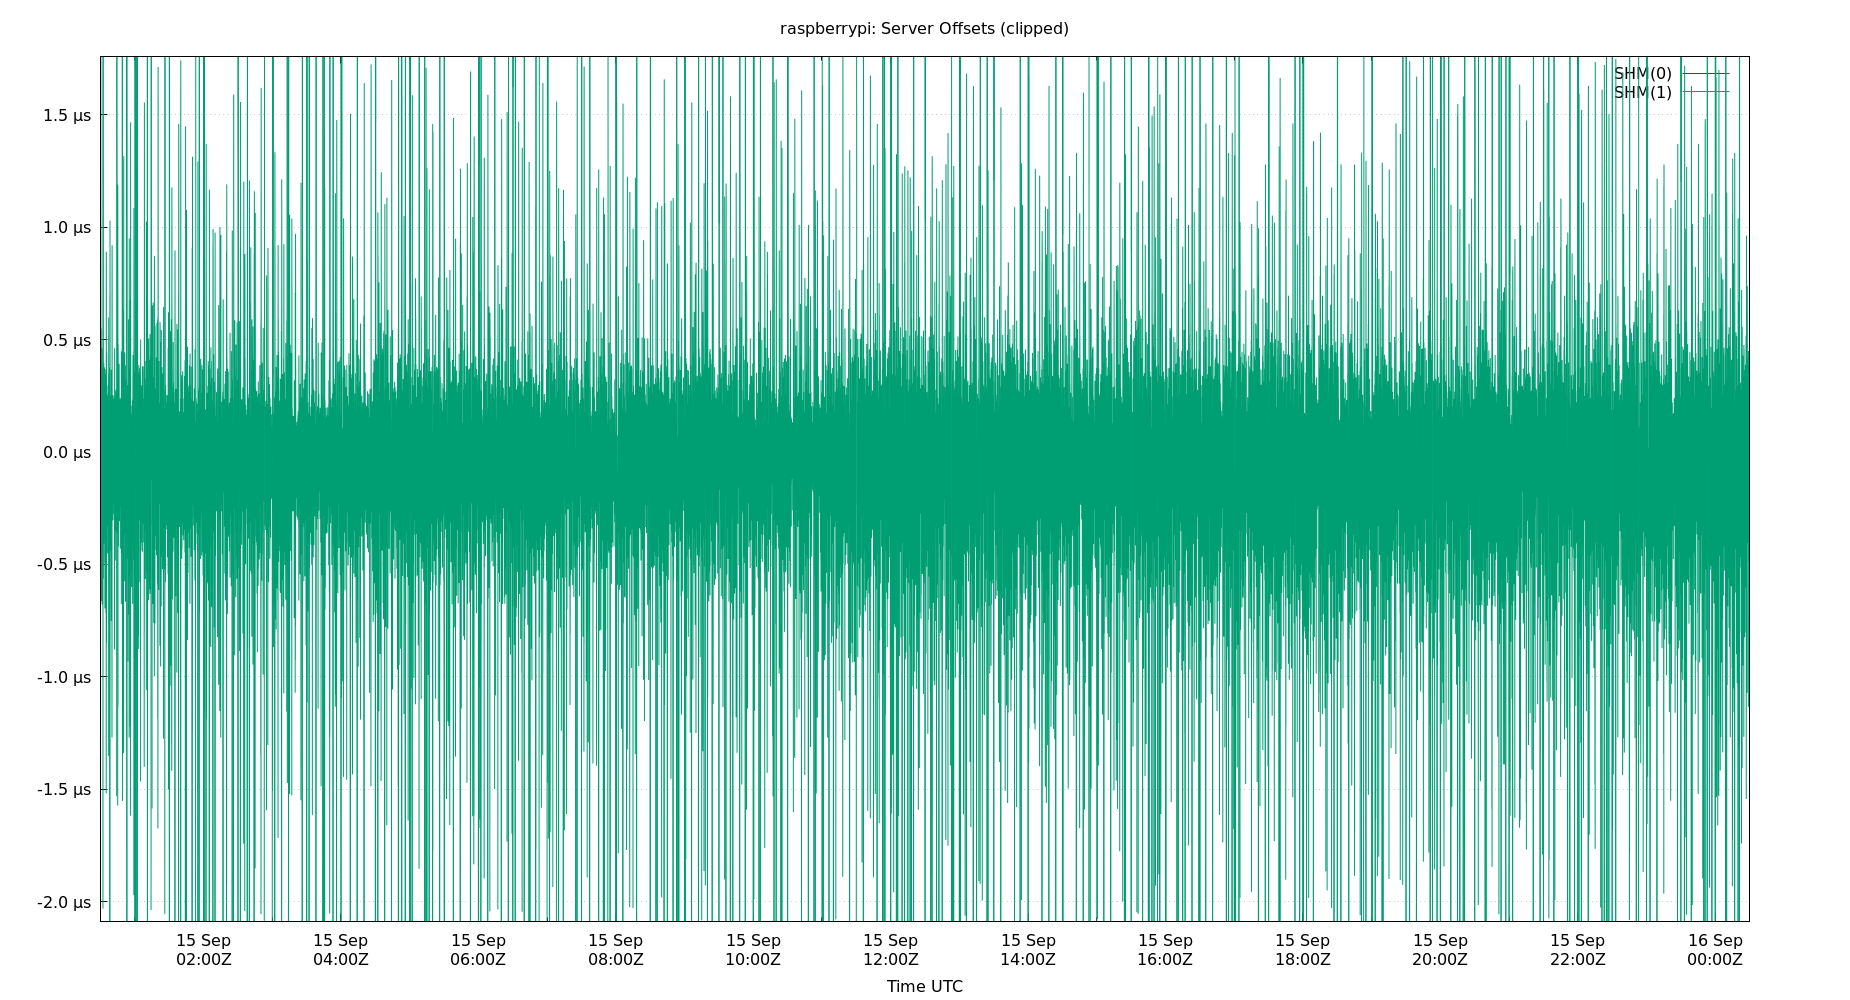 raspberrypi: Server Offsets (clipped)
SHM(0)
SHM(1)
1.5 µs
1.0 µs
0.5 µs
0.0 µs
-0.5 µs
-1.0 µs
-1.5 µs
-2.0 µs
15 Sep 15 Sep 15 Sep 15 Sep 15 Sep 15 Sep 15 Sep 15 Sep 15 Sep 15 Sep 15 Sep 16 Sep
02:00Z 04:00Z 06:00Z 08:00Z 10:00Z 12:00Z 14:00Z 16:00Z 18:00Z 20:00Z 22:00Z 00:00Z
Time UTC